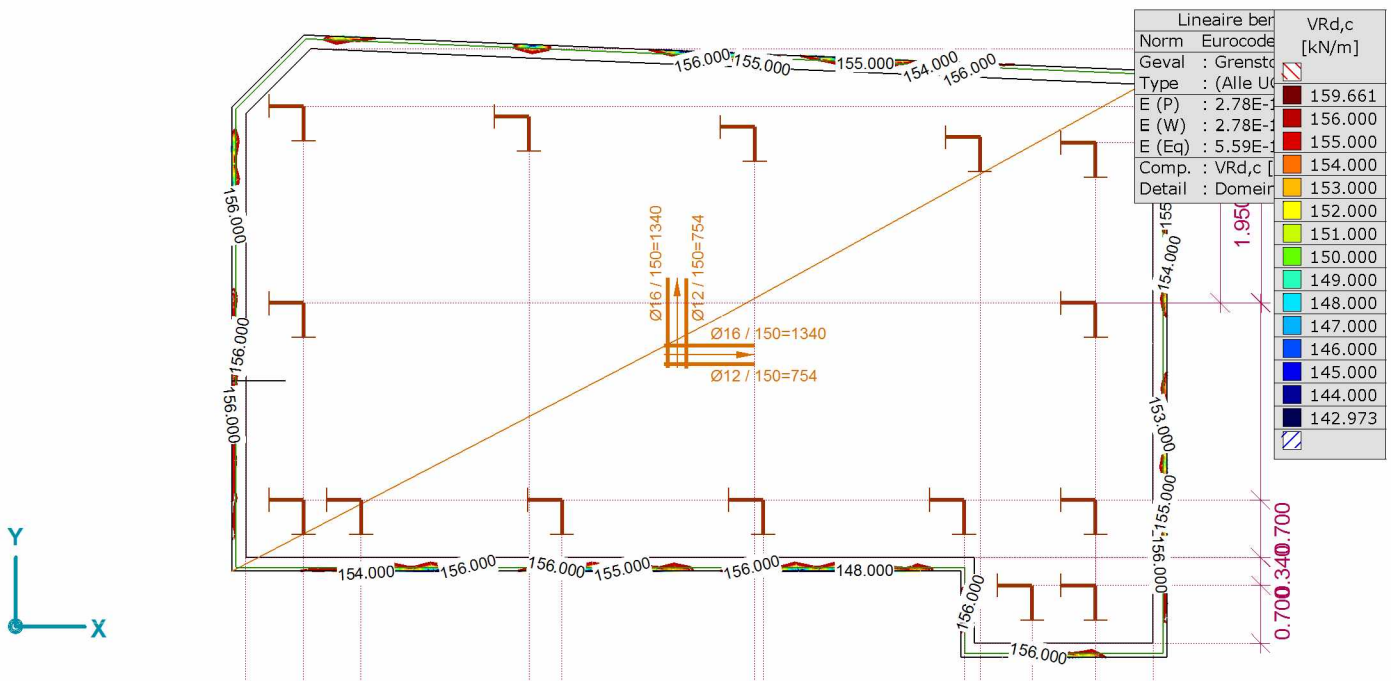 Lineaire ber
Norm Eurocode
Geval : Grensto
Type : (Alle UG
E (P) : 2.78E-1
E (W) : 2.78E-1
E (Eq) : 5.59E-1
Comp. : VRd,c [
Detail : Domein
VRd,c
[kN/m]
159.661
156.000
155.000
154.000
153.000
152.000
151.000
150.000
149.000
148.000
147.000
146.000
145.000
144.000
142.973
156.000
155.000
155.000
154.000
156.000
156.000
156.000
156.000
Ø16 / 150=1340
Ø12 / 150=754
Ø16 / 150=1340
Ø12 / 150=754
155
154.000
1.950
153.000
155.000
156.000
154.000
156.000
156.000
155.000
156.000
148.000
156.000
156.000
0.700
0.340
0.700
Y
X